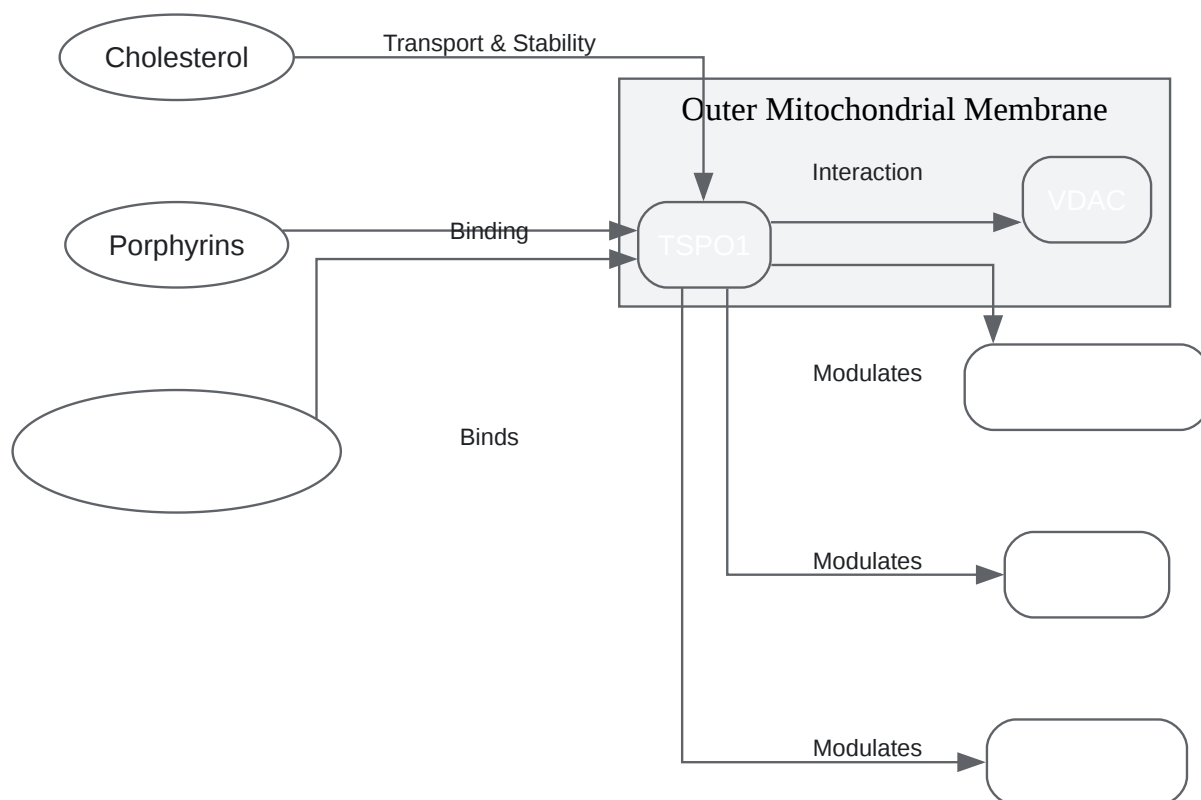 Cholesterol
Transport & Stability
Outer Mitochondrial Membrane
Interaction
VDAC
Porphyrins
Binding
TSPO1
Modulates
Binds
Modulates
Modulates